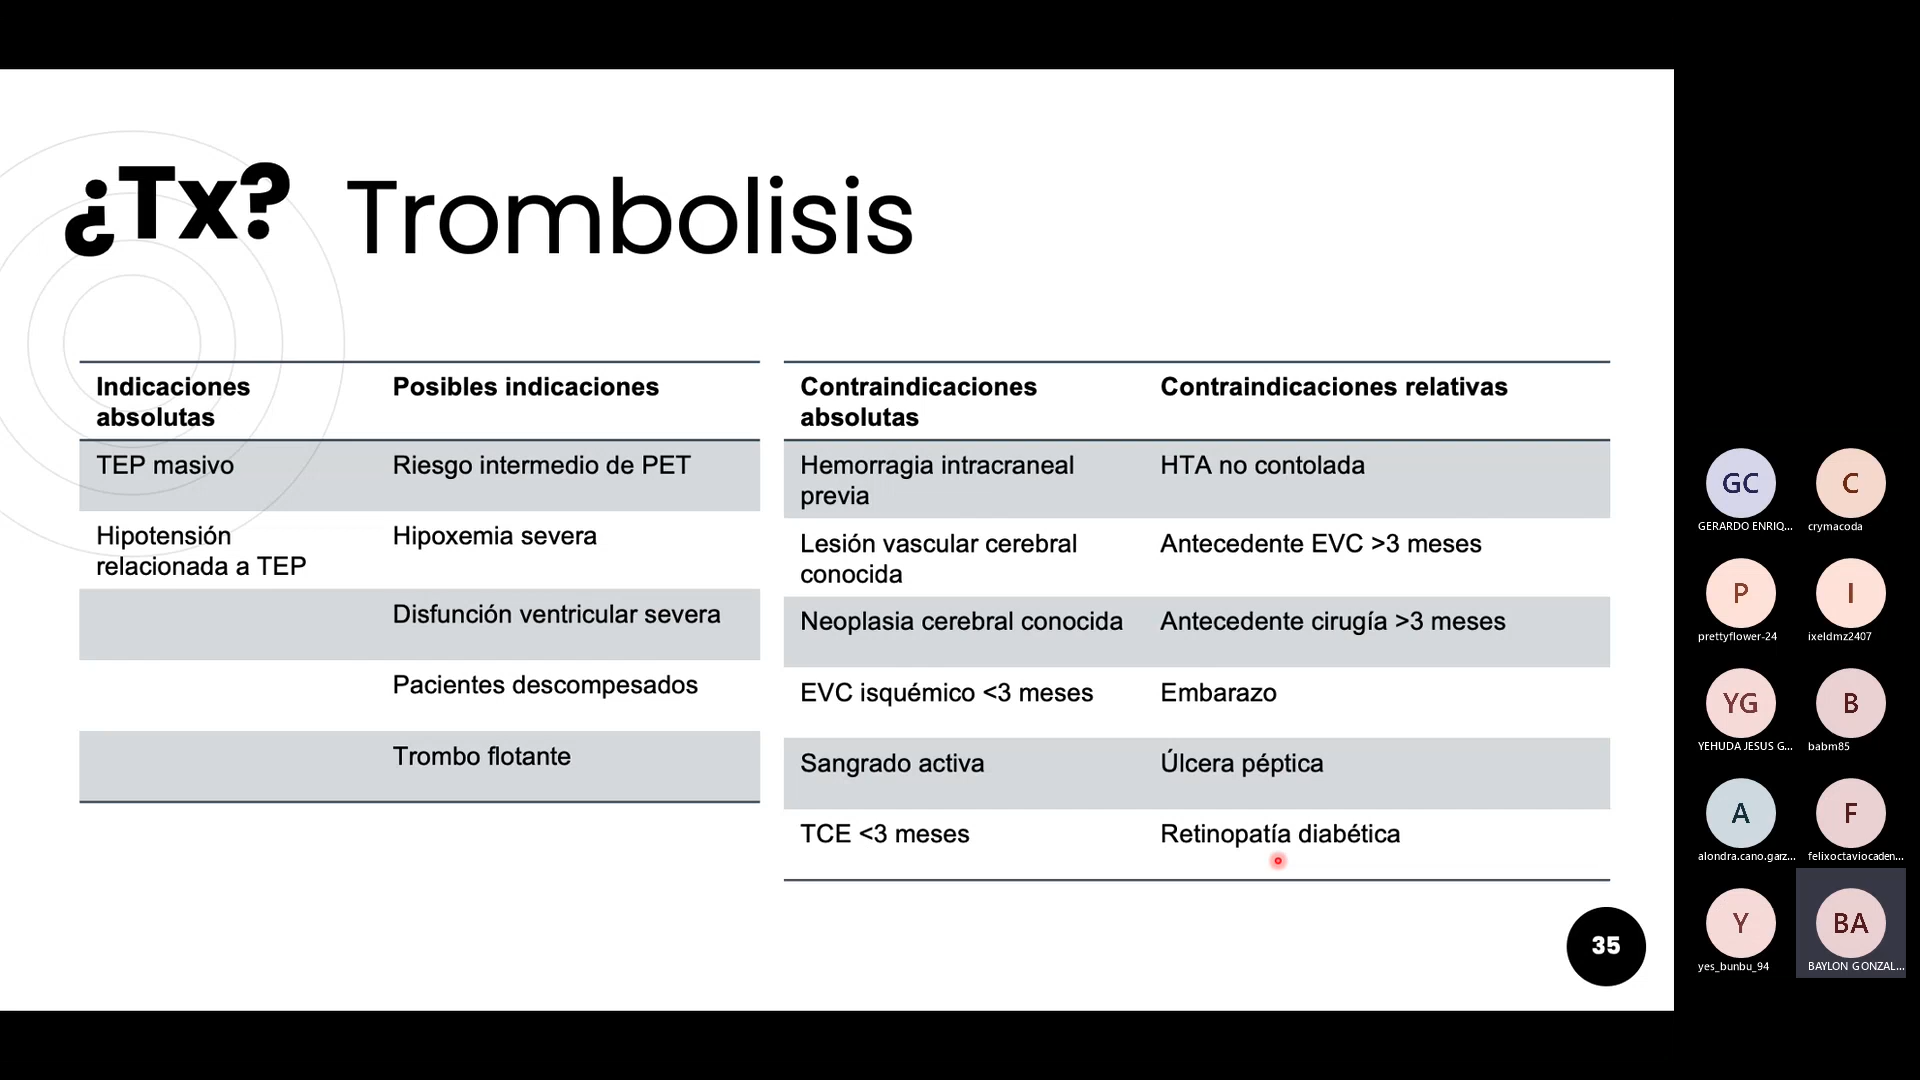 ¿Tx? Trombolisis
Indicaciones
absolutas
Posibles indicaciones
TEP masivo
Riesgo intermedio de PET
Hipotensión
relacionada a TEP
Hipoxemia severa
Disfunción ventricular severa
Pacientes descompesados
Trombo flotante
Contraindicaciones
absolutas
Contraindicaciones relativas
Hemorragia intracraneal
previa
HTA no contolada
Lesión vascular cerebral
conocida
Antecedente EVC >3 meses
Neoplasia cerebral conocida
Antecedente cirugía >3 meses
EVC isquémico <3 meses
Embarazo
Sangrado activa
Úlcera péptica
TCE <3 meses
Retinopatía diabética
35
GC
GERARDO ENRIQ...
C
crymacoda
P
prettyflower-24
I
ixeldmz2407
YG
YEHUDA JESUS G...
B
babm85
A
alondra.cano.garz...
F
felixoctaviocaden...
Y
yes_bunbu_94
BA
BAYLON GONZAL...